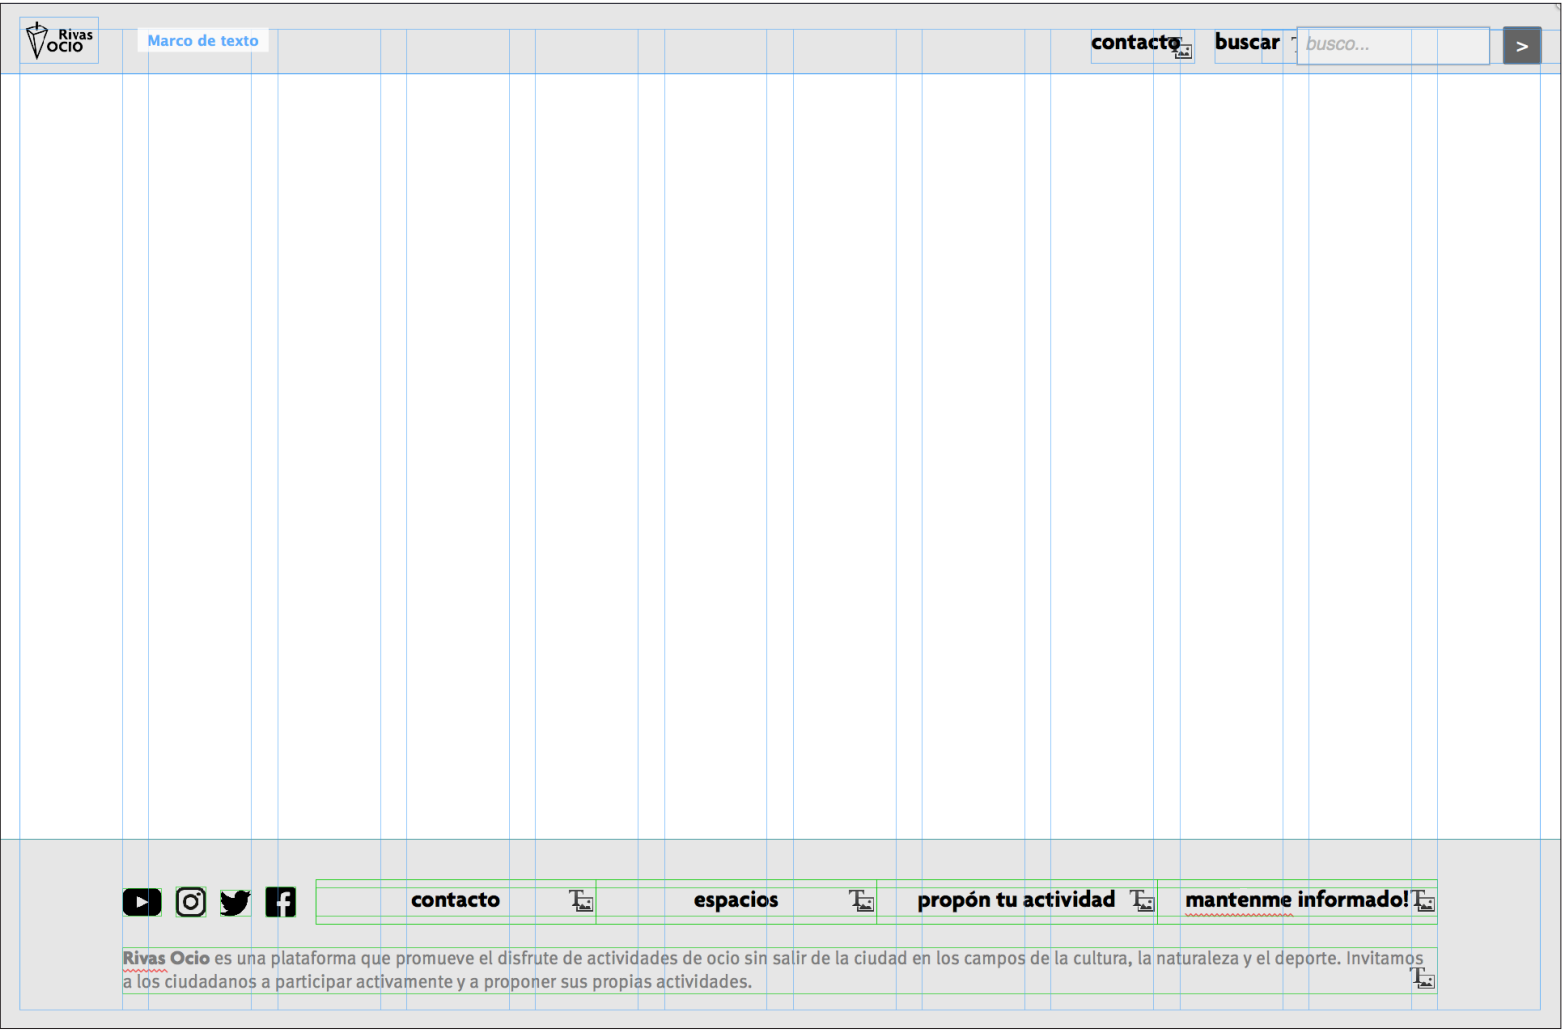 Rivas
OCIO
Marco de texto
contacto
buscar
busco...
>
contacto
espacios
propón tu actividad
mantenme informado!
Rivas Ocio es una plataforma que promueve el disfrute de actividades de ocio sin salir de la ciudad en los campos de la cultura, la naturaleza y el deporte. Invitamos
a los ciudadanos a participar activamente y a proponer sus propias actividades.